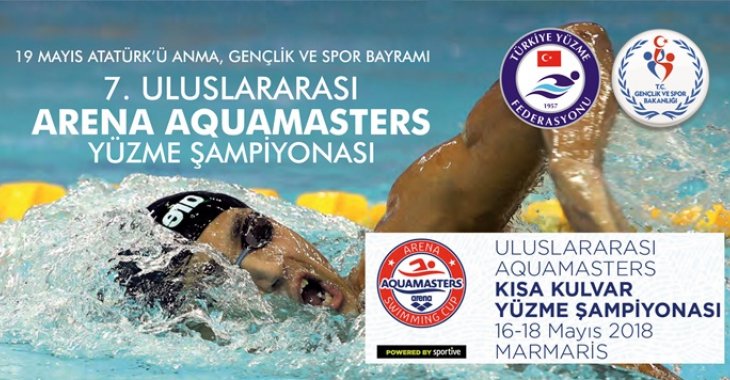 19 MAYIS ATATÜRK'Ü ANMA, GENÇLİK VE SPOR BAYRAMI
7. ULUSLARARASI
ARENA AQUAMASTERS
YÜZME ŞAMPİYONASI
TÜRKİYE YÜZME
FEDERASYONU
1957
T.C.
GENÇLİK VE SPOR
BAKANLIĞI
arena
ARENA
AQUAMASTERS
arena
SWIMMING CUP
POWERED BY sportive
ULUSLARARASI
AQUAMASTERS
KISA KULVAR
YÜZME ŞAMPİYONASI
16-18 Mayıs 2018
MARMARİS